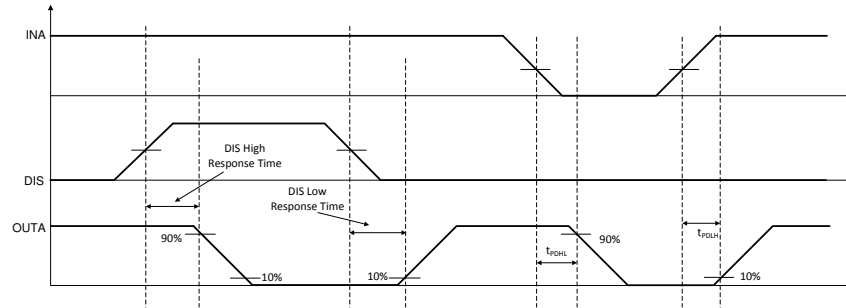 INA
DIS High
Response Time
DIS
DIS Low
Response Time
OUTA
90%
10%
10%
tPDHL
90%
tPDLH
10%